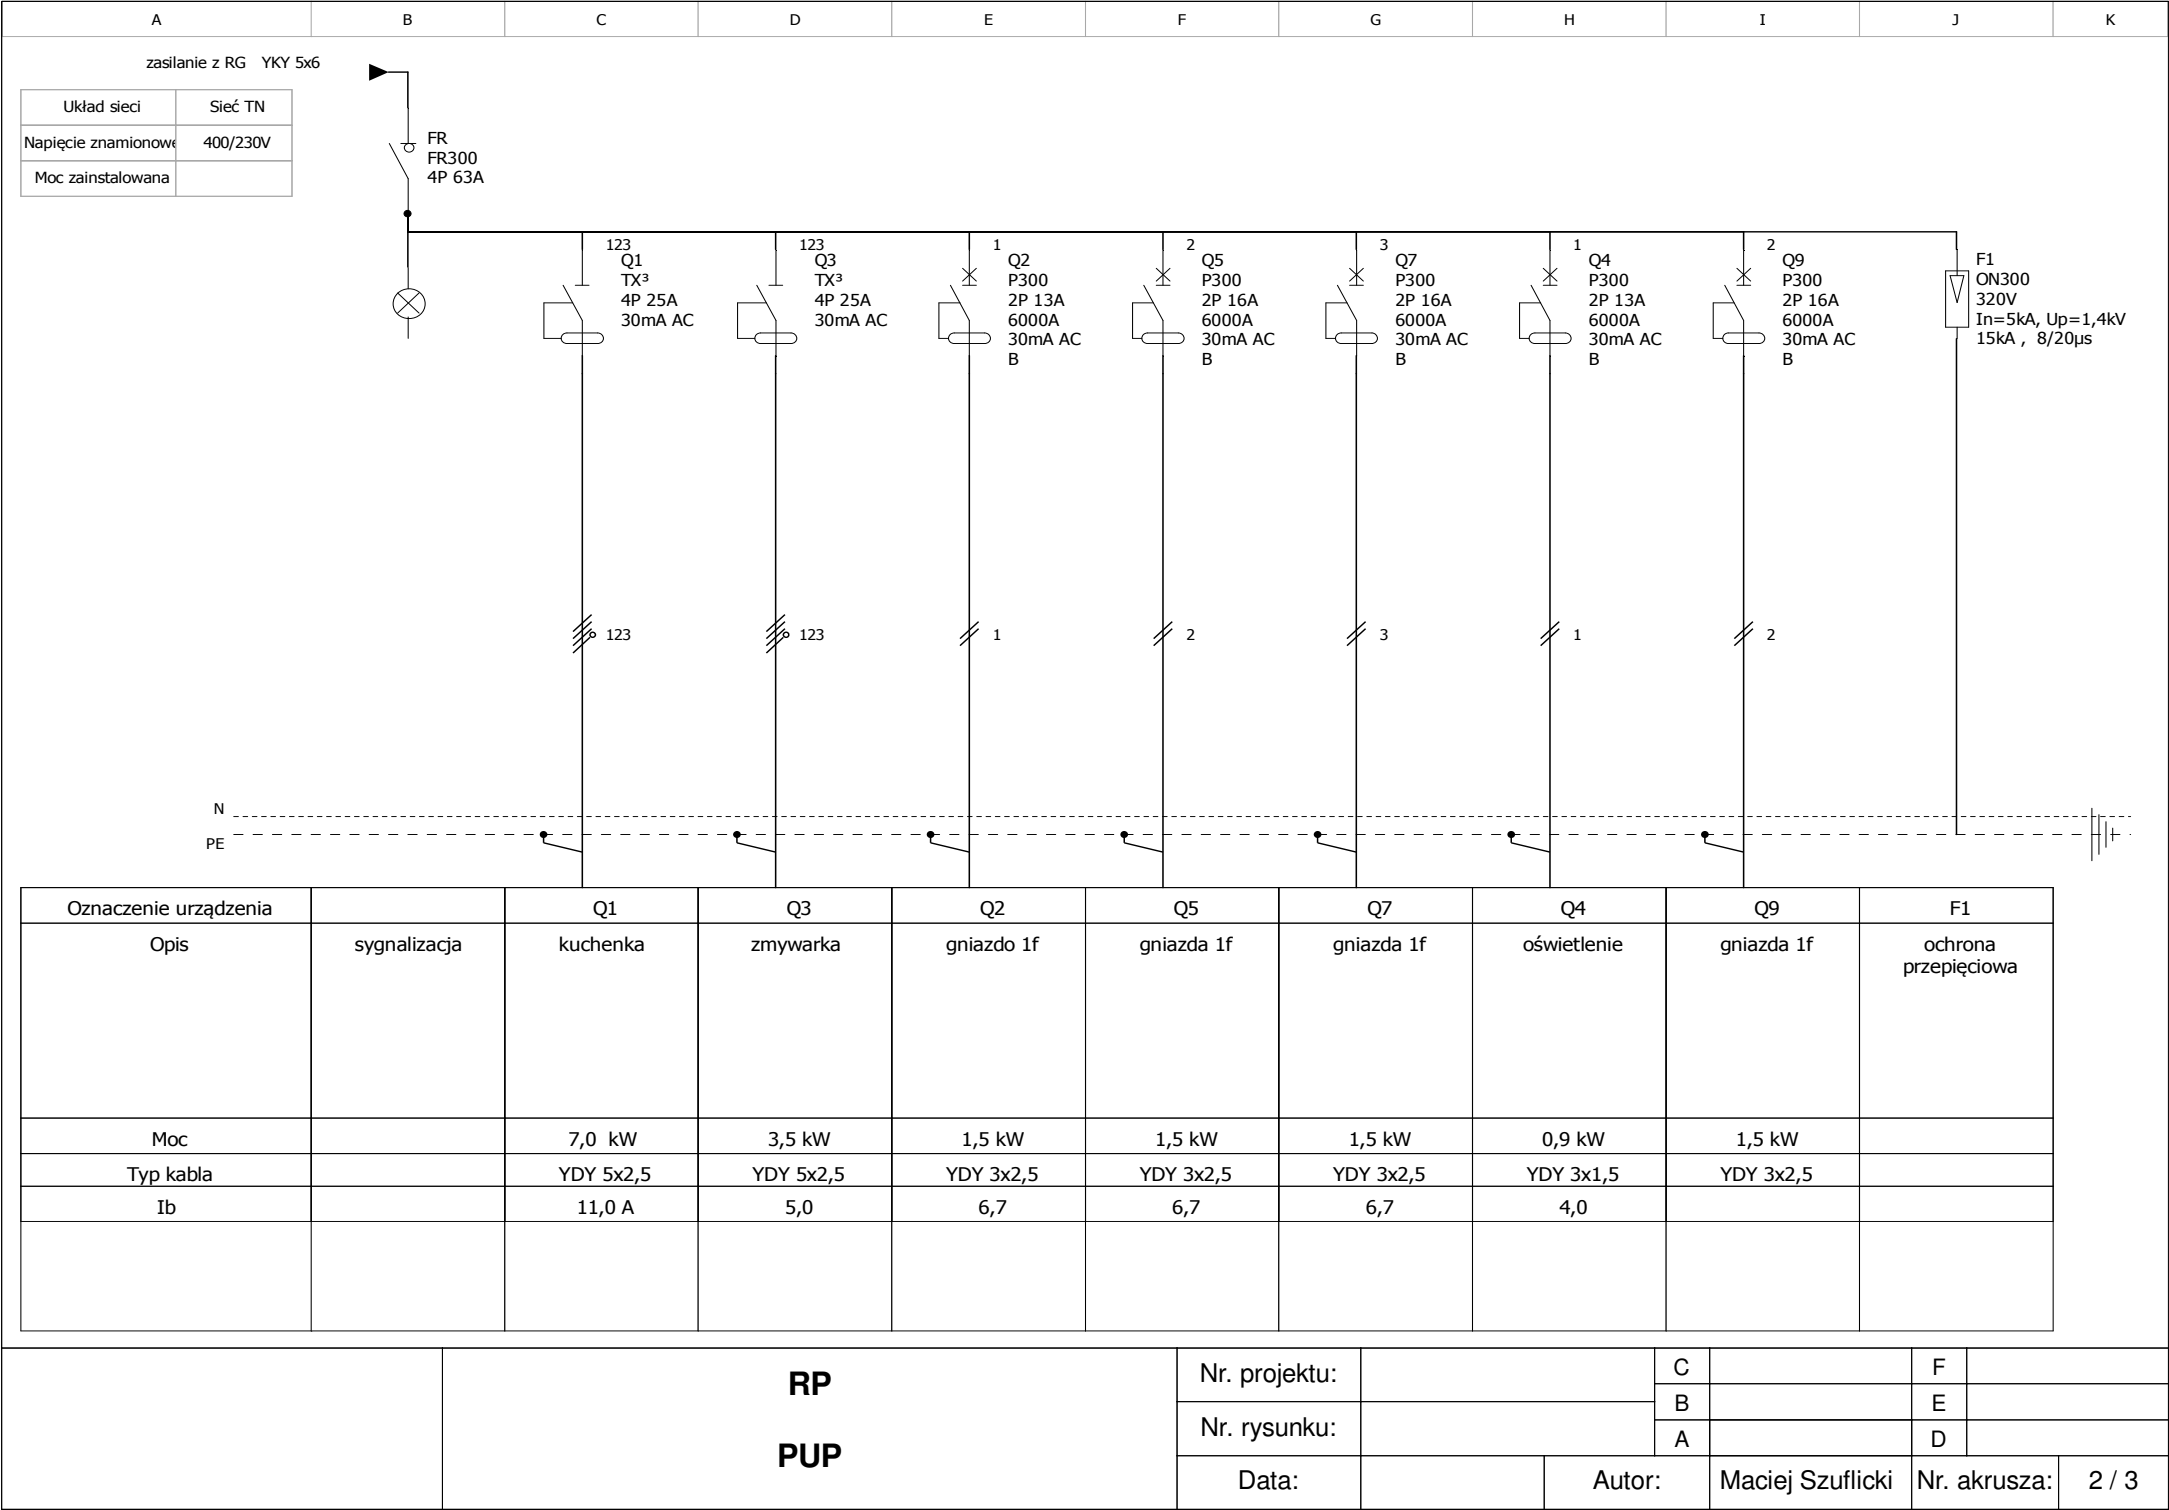 A B C D E F G H I J K
zasilanie z RG YKY 5x6
Układ sieci Sieć TN
Napięcie znamionowe 400/230V
Moc zainstalowana
FR
FR300
4P 63A
123
Q1
TX³
4P 25A
30mA AC
123
Q3
TX³
4P 25A
30mA AC
1
Q2
P300
2P 13A
6000A
30mA AC
B
2
Q5
P300
2P 16A
6000A
30mA AC
B
3
Q7
P300
2P 16A
6000A
30mA AC
B
1
Q4
P300
2P 13A
6000A
30mA AC
B
2
Q9
P300
2P 16A
6000A
30mA AC
B
F1
ON300
320V
In=5kA, Up=1,4kV
15kA , 8/20µs
123 123 1 2 3 1 2
N
PE
Oznaczenie urządzenia Q1 Q3 Q2 Q5 Q7 Q4 Q9 F1
Opis sygnalizacja kuchenka zmywarka gniazdo 1f gniazda 1f gniazda 1f oświetlenie gniazda 1f ochrona
przepięciowa
Moc 7,0 kW 3,5 kW 1,5 kW 1,5 kW 1,5 kW 0,9 kW 1,5 kW
Typ kabla YDY 5x2,5 YDY 5x2,5 YDY 3x2,5 YDY 3x2,5 YDY 3x2,5 YDY 3x1,5 YDY 3x2,5
Ib 11,0 A 5,0 6,7 6,7 6,7 4,0
RP
PUP
Nr. projektu:
Nr. rysunku:
C F
B E
A D
Data: Autor: Maciej Szuflicki Nr. akrusza: 2 / 3